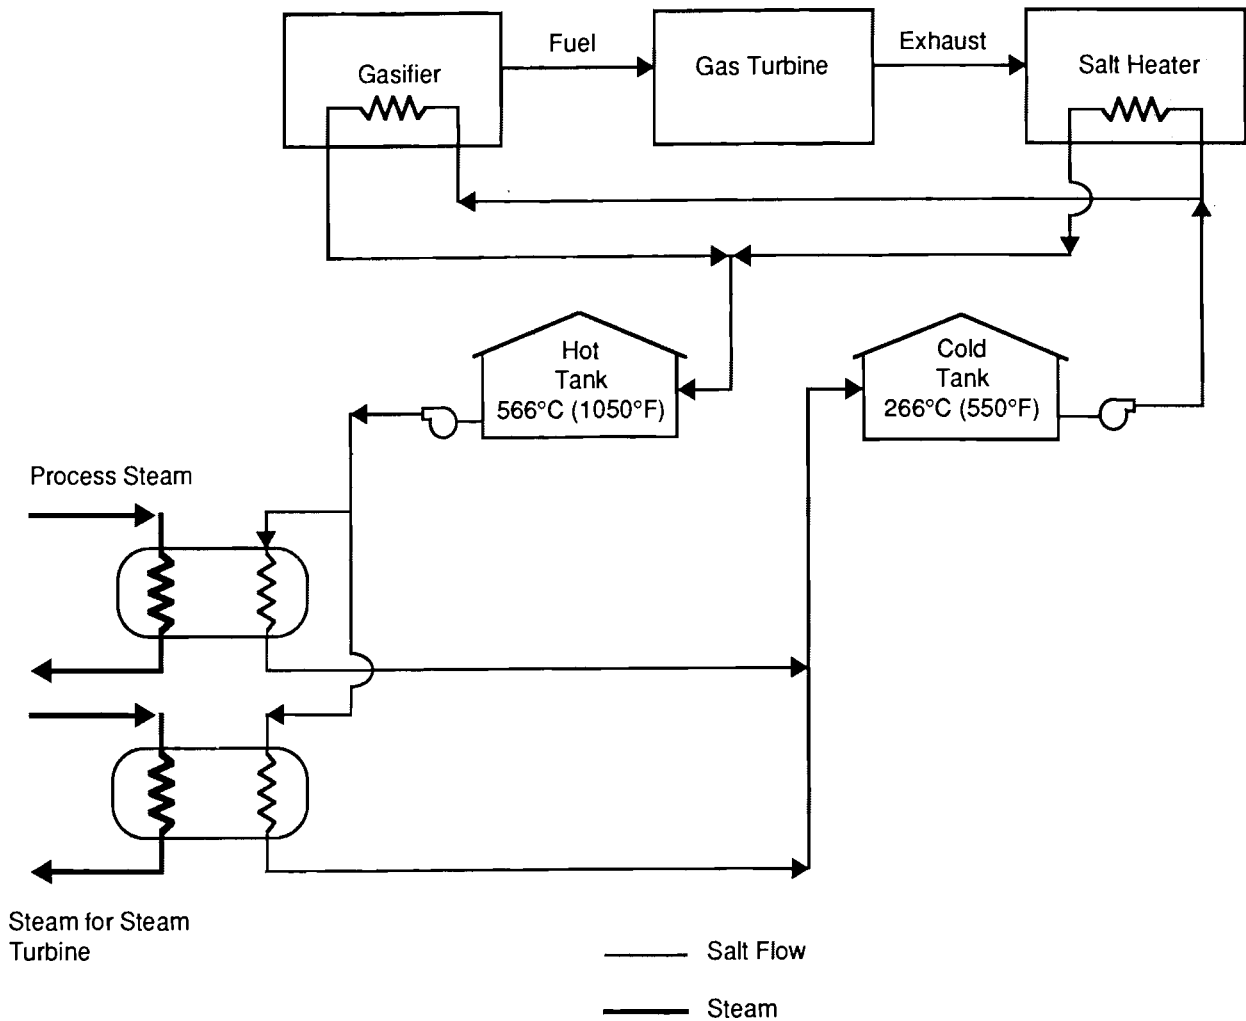 Fuel
Exhaust
Gasifier
Gas Turbine
Salt Heater
Hot
Tank
566°C (1050°F)
Cold
Tank
266°C (550°F)
Process Steam
Steam for Steam
Turbine
Salt Flow
Steam